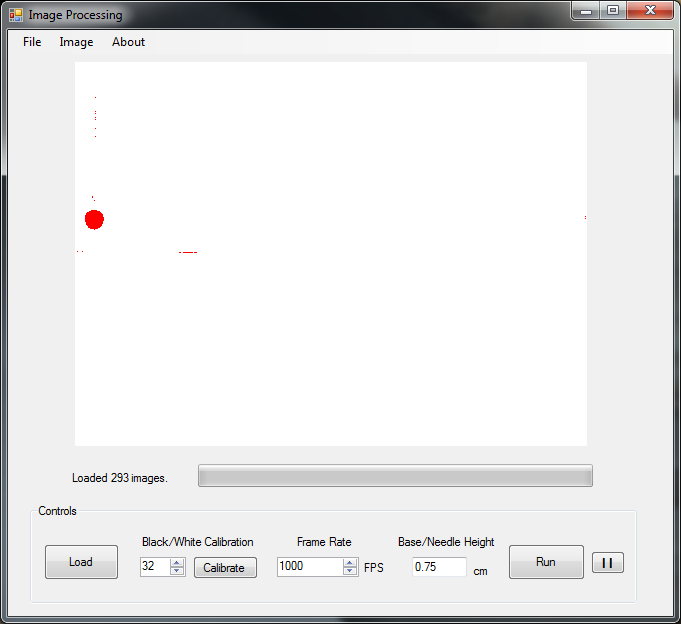 Image Processing
File Image About
Loaded 293 images.
Controls
Black/White Calibration Frame Rate Base/Needle Height
Load 32 Calibrate 1000 FPS 0.75 cm Run